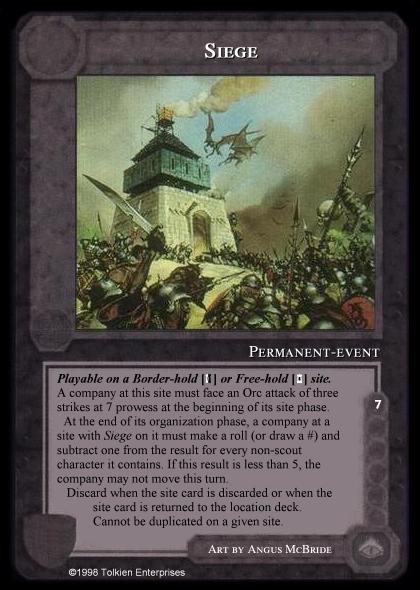 SIEGE
PERMANENT-EVENT
Playable on a Border-hold [] or Free-hold [] site.
A company at this site must face an Orc attack of three
strikes at 7 prowess at the beginning of its site phase.
7
At the end of its organization phase, a company at a
site with Siege on it must make a roll (or draw a #) and
subtract one from the result for every non-scout
character it contains. If this result is less than 5, the
company may not move this turn.
Discard when the site card is discarded or when the
site card is returned to the location deck.
Cannot be duplicated on a given site.
ART BY ANGUS MCBRIDE
©1998 Tolkien Enterprises